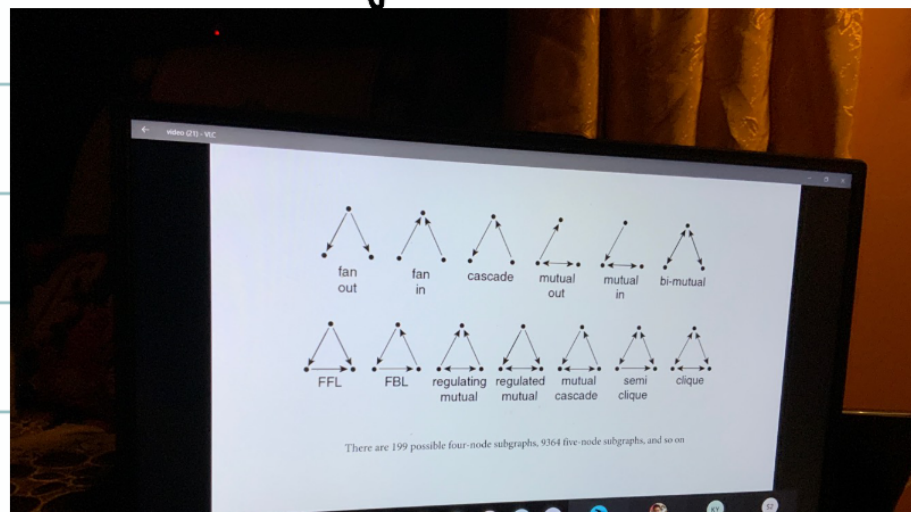 video (21) - VLC
fan out
fan in
cascade
mutual out
mutual in
bi-mutual
FFL
FBL
regulating mutual
regulated mutual
mutual cascade
semi clique
clique
There are 199 possible four-node subgraphs, 9364 five-node subgraphs, and so on
KY
SZ